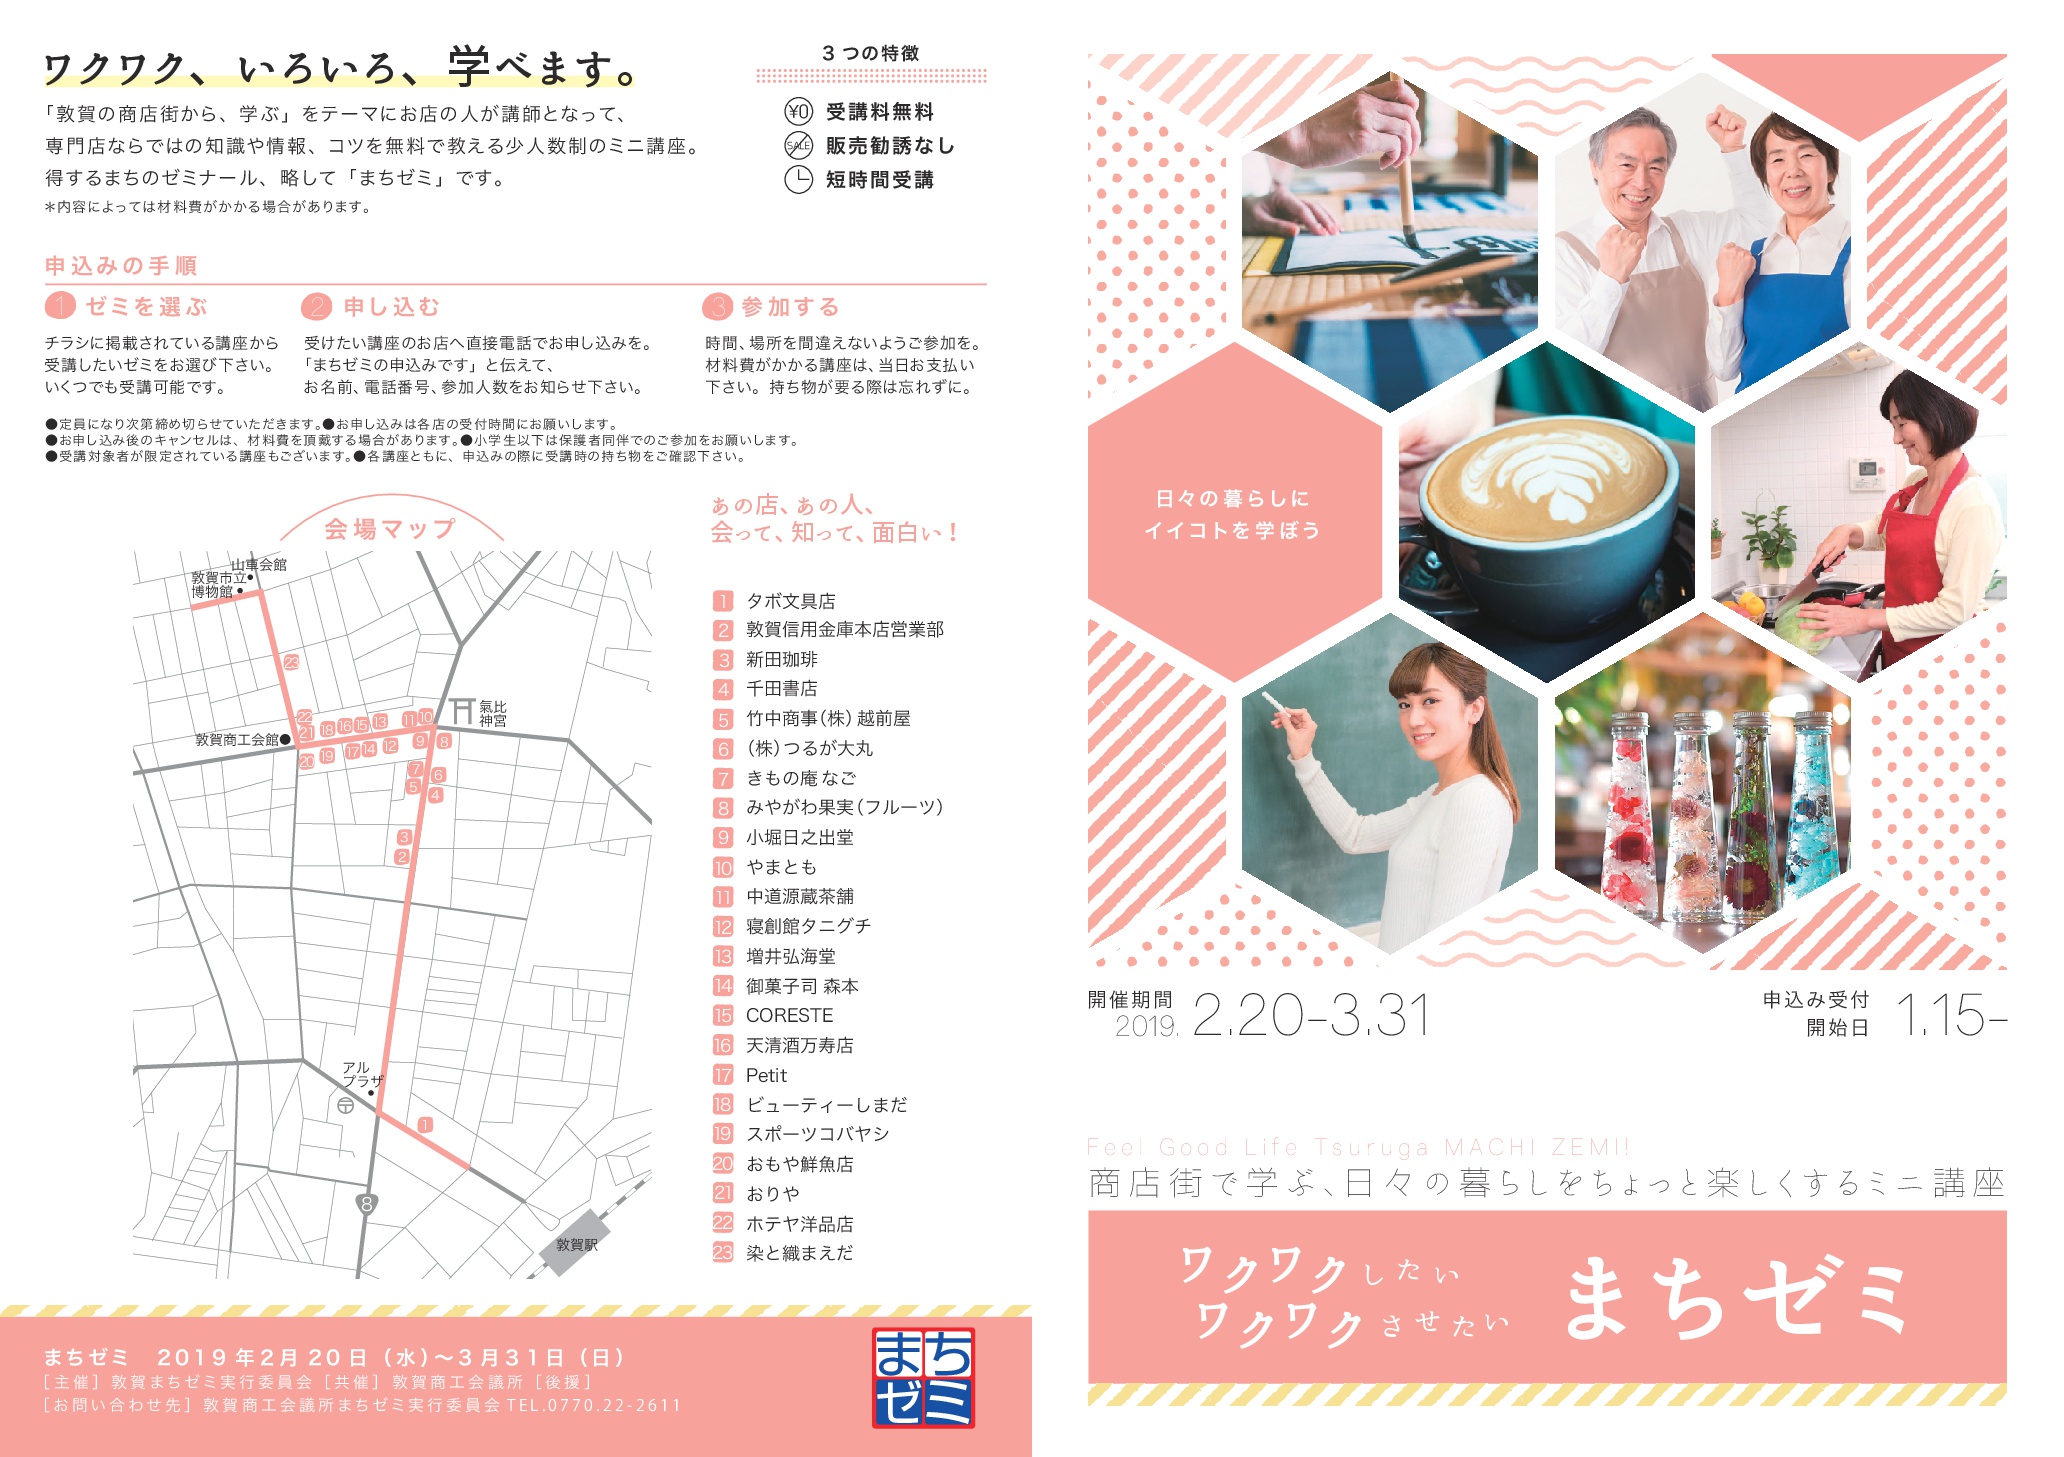 ワクワク、いろいろ、学べます。
「敦賀の商店街から、学ぶ」をテーマにお店の人が講師となって、
専門店ならではの知識や情報、コツを無料で教える少人数制のミニ講座。
得するまちのゼミナール、略して「まちゼミ」です。
＊内容によっては材料費がかかる場合があります。
3つの特徴
¥0 受講料無料
SALE 販売勧誘なし
短時間受講
申込みの手順
1 ゼミを選ぶ
チラシに掲載されている講座から
受講したいゼミをお選び下さい。
いくつでも受講可能です。
2 申し込む
受けたい講座のお店へ直接電話でお申し込みを。
「まちゼミの申込みです」と伝えて、
お名前、電話番号、参加人数をお知らせ下さい。
3 参加する
時間、場所を間違えないようご参加を。
材料費がかかる講座は、当日お支払い
下さい。持ち物が要る際は忘れずに。
●定員になり次第締め切らせていただきます。●お申し込みは各店の受付時間にお願いします。
●お申し込み後のキャンセルは、材料費を頂戴する場合があります。●小学生以下は保護者同伴でのご参加をお願いします。
●受講対象者が限定されている講座もございます。●各講座ともに、申込みの際に受講時の持ち物をご確認下さい。
会場マップ
山車会館
敦賀市立
博物館
23
氣比
神宮
敦賀商工会館
22
21 18 16 15 13 11 10
20 19 17 14 12 9 8
7 6
5 4
3
2
アル
プラザ
1
8
敦賀駅
あの店、あの人、
会って、知って、面白い！
1 タボ文具店
2 敦賀信用金庫本店営業部
3 新田珈琲
4 千田書店
5 竹中商事（株）越前屋
6 （株）つるが大丸
7 きもの庵なご
8 みやがわ果実（フルーツ）
9 小堀日之出堂
10 やまとも
11 中道源蔵茶舗
12 寝創館タニグチ
13 増井弘海堂
14 御菓子司 森本
15 CORESTE
16 天清酒万寿店
17 Petit
18 ビューティーしまだ
19 スポーツコバヤシ
20 おもや鮮魚店
21 おりや
22 ホテヤ洋品店
23 染と織まえだ
まちゼミ 2019年2月20日（水）〜3月31日（日）
［主催］敦賀まちゼミ実行委員会［共催］敦賀商工会議所［後援］
［お問い合わせ先］敦賀商工会議所まちゼミ実行委員会TEL.0770.22-2611
まち
ゼミ
日々の暮らしに
イイコトを学ぼう
開催期間
2019. 2.20-3.31
申込み受付
開始日 1.15-
Feel Good Life Tsuruga MACHI ZEMI!
商店街で学ぶ、日々の暮らしをちょっと楽しくするミニ講座
ワクワクしたい
ワクワクさせたい
まちゼミ